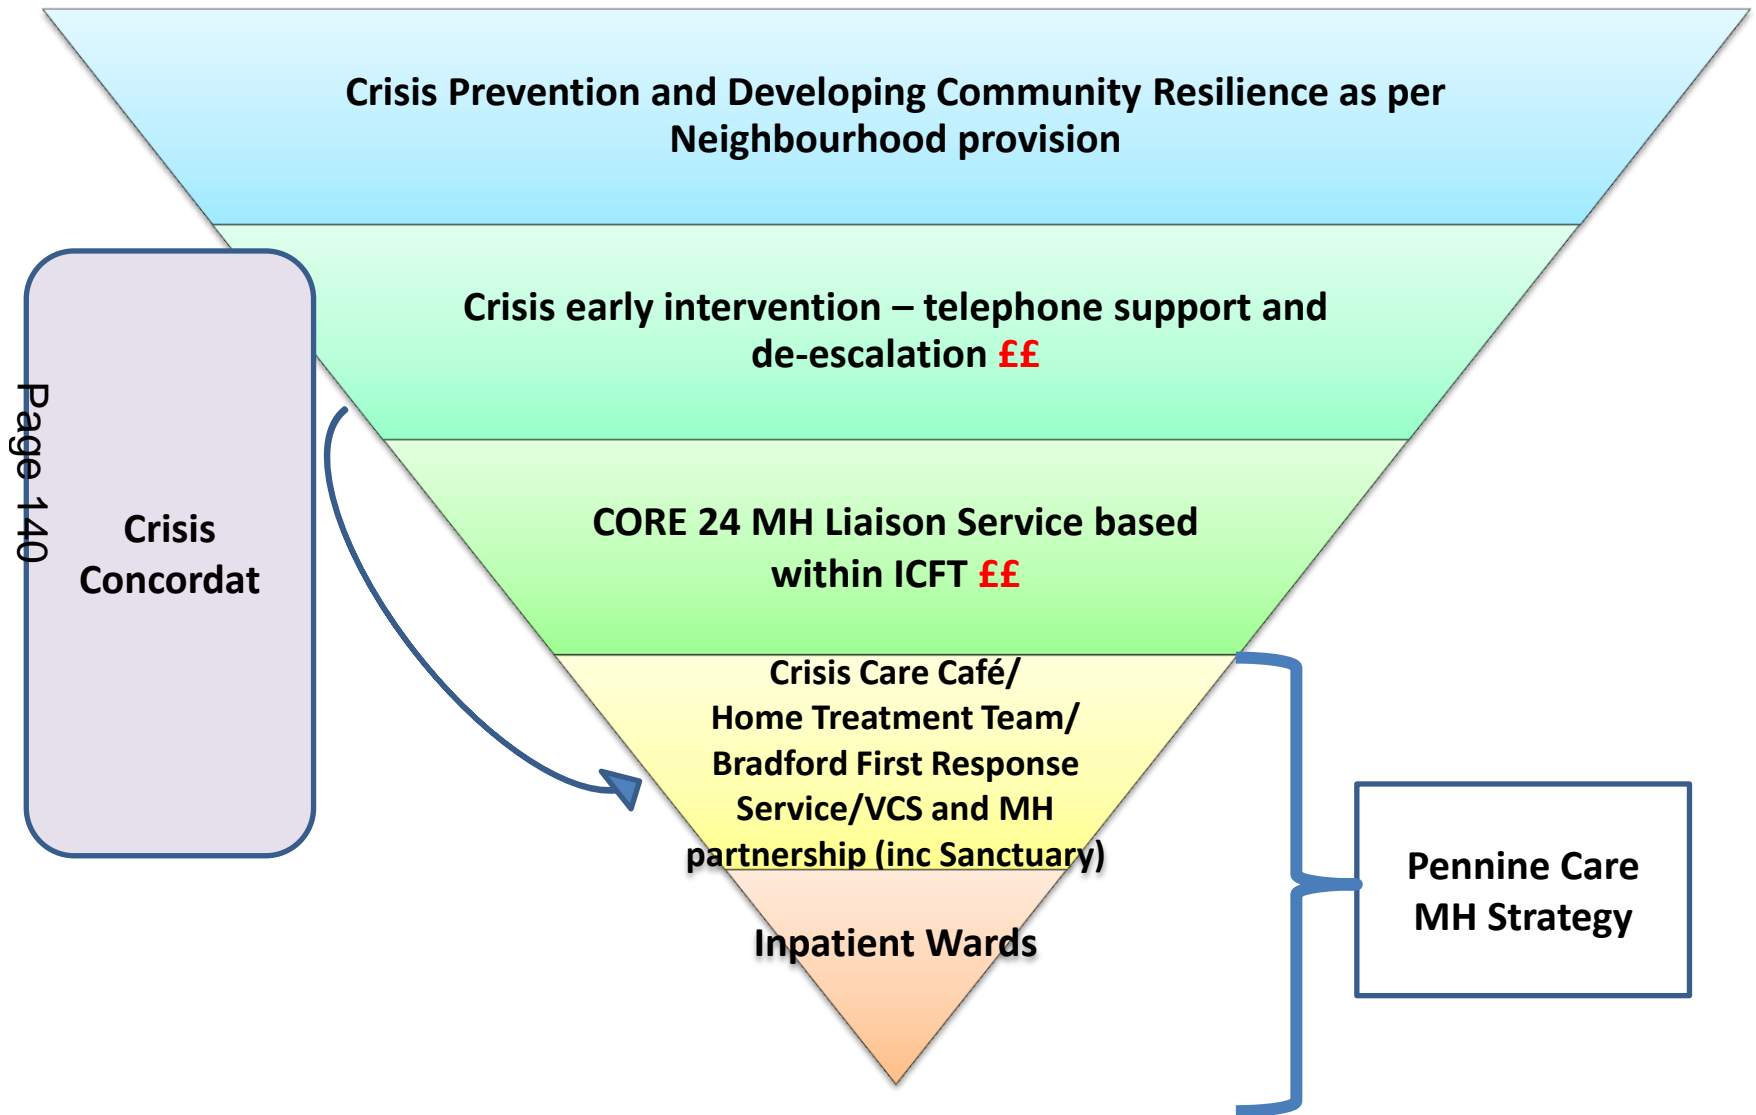 Crisis Prevention and Developing Community Resilience as per
Neighbourhood provision
Crisis early intervention – telephone support and
de-escalation ££
CORE 24 MH Liaison Service based
within ICFT ££
Crisis Care Café/
Home Treatment Team/
Bradford First Response
Service/VCS and MH
partnership (inc Sanctuary)
Inpatient Wards
Crisis
Concordat
Page 140
Pennine Care
MH Strategy